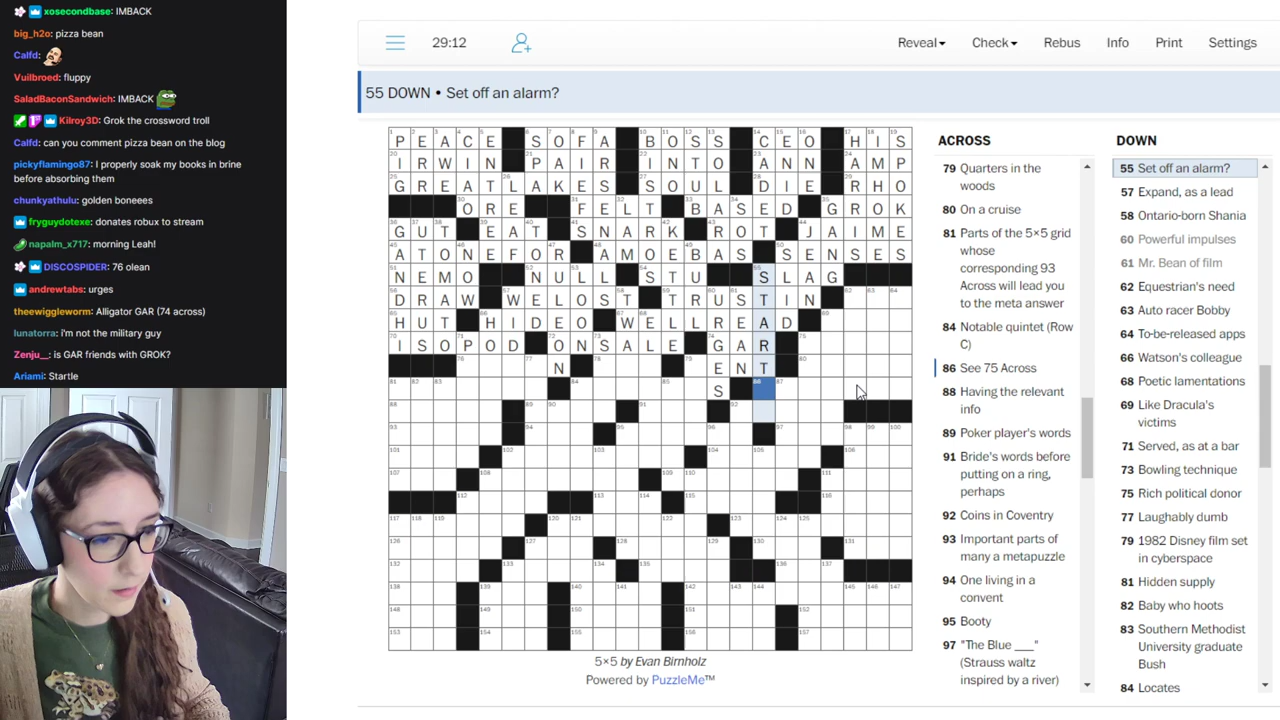 xosecondbase: IMBACK
big_h2o: pizza bean
Calfd:
Vuilbroed: fluppy
SaladBaconSandwich: IMBACK
Kilroy3D: Grok the crossword troll
Calfd: can you comment pizza bean on the blog
pickyflamingo87: I properly soak my books in brine
before absorbing them
chunkyathulu: golden bonees
fryguydotexe: donates robux to stream
napalm_x717: morning Leah!
DISCOSPIDER: 76 olean
andrewtabs: urges
theewiggleworm: Alligator GAR (74 across)
lunatorra: i'm not the military guy
Zenju_: is GAR friends with GROK?
Ariami: Startle
29:12
Reveal
Check
Rebus
Info
Print
Settings
55 DOWN • Set off an alarm?
PEACE SOFA BOSS CEO HIS
IRWIN PAIR INTO ANN AMP
GREATLAKES SOUL DIE RHO
ORE FELT BASED GROK
GUT EAT SNARK ROT JAIME
ATONEFOR AMOEBAS SENSES
NEMO NULL STU SLAG
DRAW WELOST TRUSTIN
HUT HIDEO WELLREAD
ISOPOD ONSALE GAR
N ENT
S
5×5 by Evan Birnholz
Powered by PuzzleMe™
ACROSS
79 Quarters in the
woods
80 On a cruise
81 Parts of the 5×5 grid
whose
corresponding 93
Across will lead you
to the meta answer
84 Notable quintet (Row
C)
86 See 75 Across
88 Having the relevant
info
89 Poker player's words
91 Bride's words before
putting on a ring,
perhaps
92 Coins in Coventry
93 Important parts of
many a metapuzzle
94 One living in a
convent
95 Booty
97 "The Blue ___"
(Strauss waltz
inspired by a river)
DOWN
55 Set off an alarm?
57 Expand, as a lead
58 Ontario-born Shania
60 Powerful impulses
61 Mr. Bean of film
62 Equestrian's need
63 Auto racer Bobby
64 To-be-released apps
66 Watson's colleague
68 Poetic lamentations
69 Like Dracula's
victims
71 Served, as at a bar
73 Bowling technique
75 Rich political donor
77 Laughably dumb
79 1982 Disney film set
in cyberspace
81 Hidden supply
82 Baby who hoots
83 Southern Methodist
University graduate
Bush
84 Locates